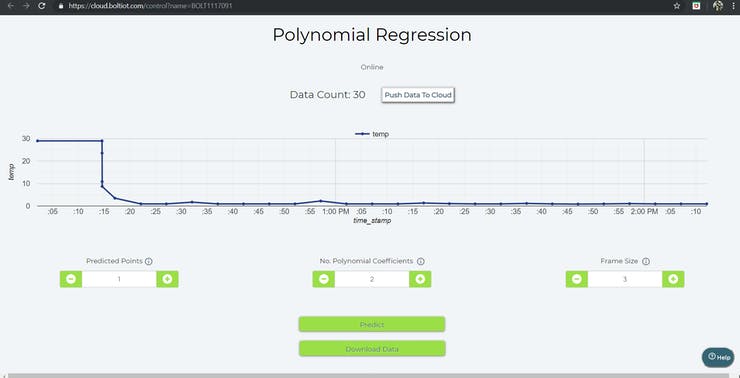 https://cloud.boltiot.com/control?name=BOLT1117091
Polynomial Regression
Online
Data Count: 30 Push Data To Cloud
temp
30
20
10
0
temp
:05 :10 :15 :20 :25 :30 :35 :40 :45 :50 :55 1:00 PM :05 :10 :15 :20 :25 :30 :35 :40 :45 :50 :55 2:00 PM :05 :10
time_stamp
Predicted Points No. Polynomial Coefficients Frame Size
1 2 3
Predict
Download Data
Help